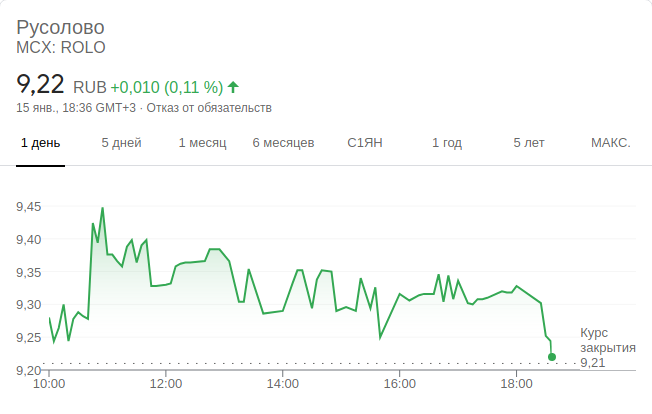 Русолово
MCX: ROLO
9,22 RUB +0,010 (0,11 %)
15 янв., 18:36 GMT+3 · Отказ от обязательств
1 день 5 дней 1 месяц 6 месяцев С1ЯН 1 год 5 лет МАКС.
9,45
9,40
9,35
9,30
9,25
9,20
Курс
закрытия
9,21
10:00 12:00 14:00 16:00 18:00